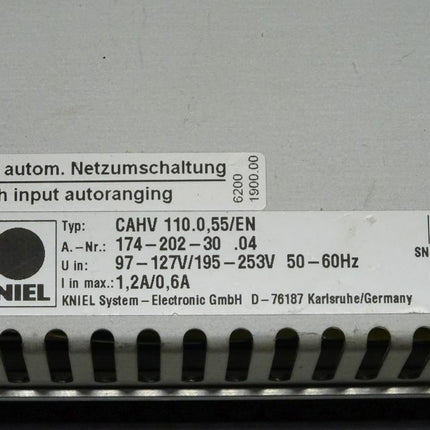 autom. Netzumschaltung
input autoranging
6200
1900.00
Typ: CAHV 110.0,55/EN
A.-Nr.: 174-202-30 .04
U in: 97-127V/195-253V 50-60Hz
I in max.: 1,2A/0,6A
KNIEL System-Electronic GmbH D-76187 Karlsruhe/Germany
NIEL
SN